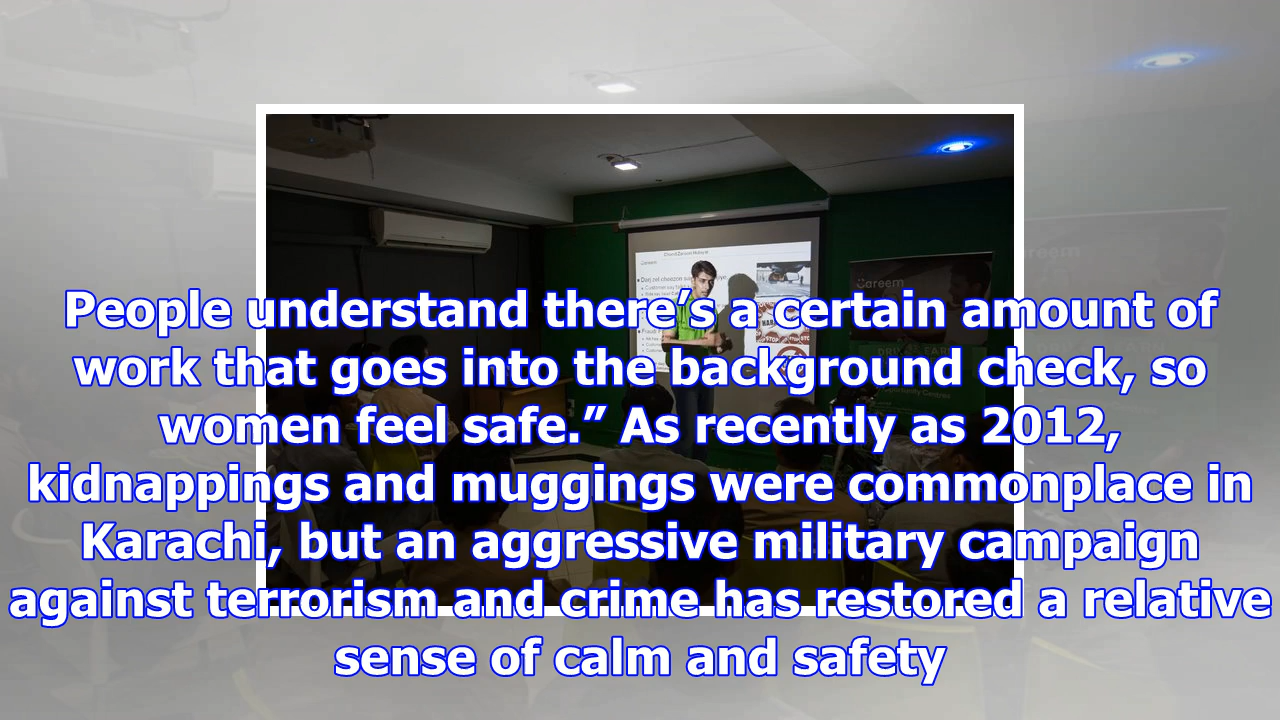 Careem
Careem
People understand there’s a certain amount of
work that goes into the background check, so
women feel safe.” As recently as 2012,
kidnappings and muggings were commonplace in
Karachi, but an aggressive military campaign
against terrorism and crime has restored a relative
sense of calm and safety